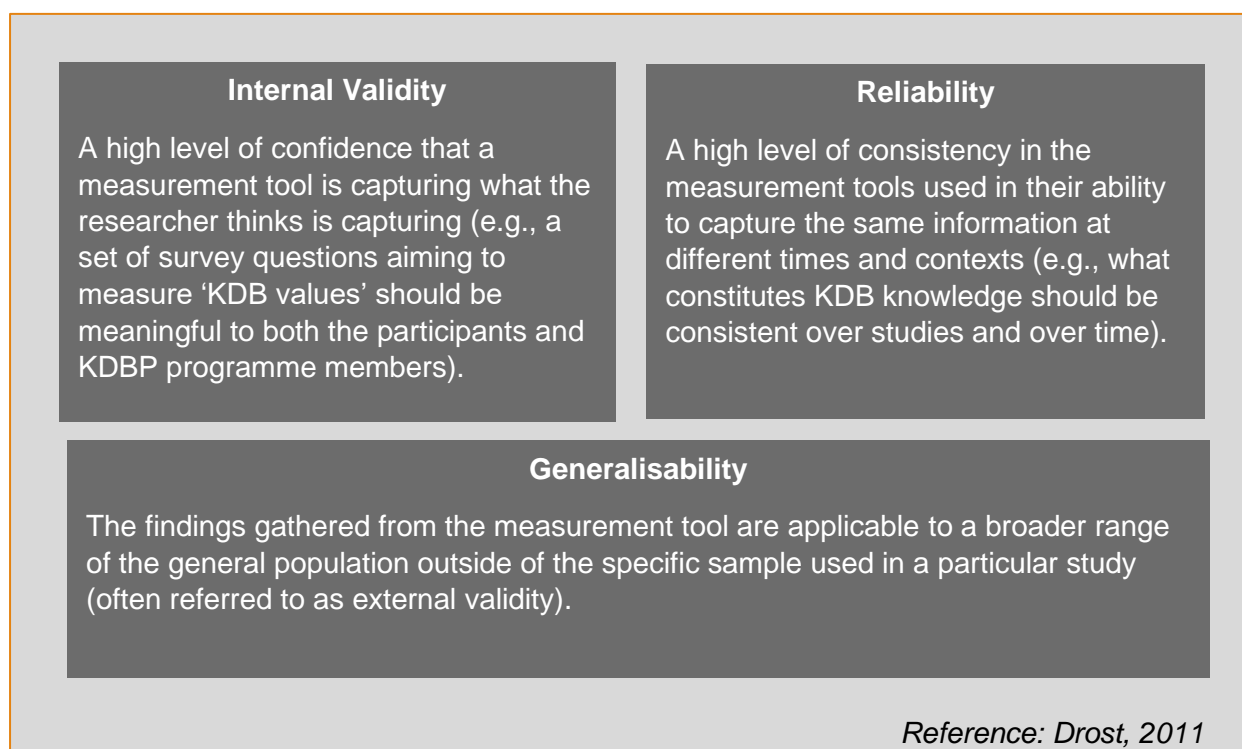 Internal Validity
A high level of confidence that a
measurement tool is capturing what the
researcher thinks is capturing (e.g., a
set of survey questions aiming to
measure ‘KDB values’ should be
meaningful to both the participants and
KDBP programme members).
Reliability
A high level of consistency in the
measurement tools used in their ability
to capture the same information at
different times and contexts (e.g., what
constitutes KDB knowledge should be
consistent over studies and over time).
Generalisability
The findings gathered from the measurement tool are applicable to a broader range
of the general population outside of the specific sample used in a particular study
(often referred to as external validity).
Reference: Drost, 2011